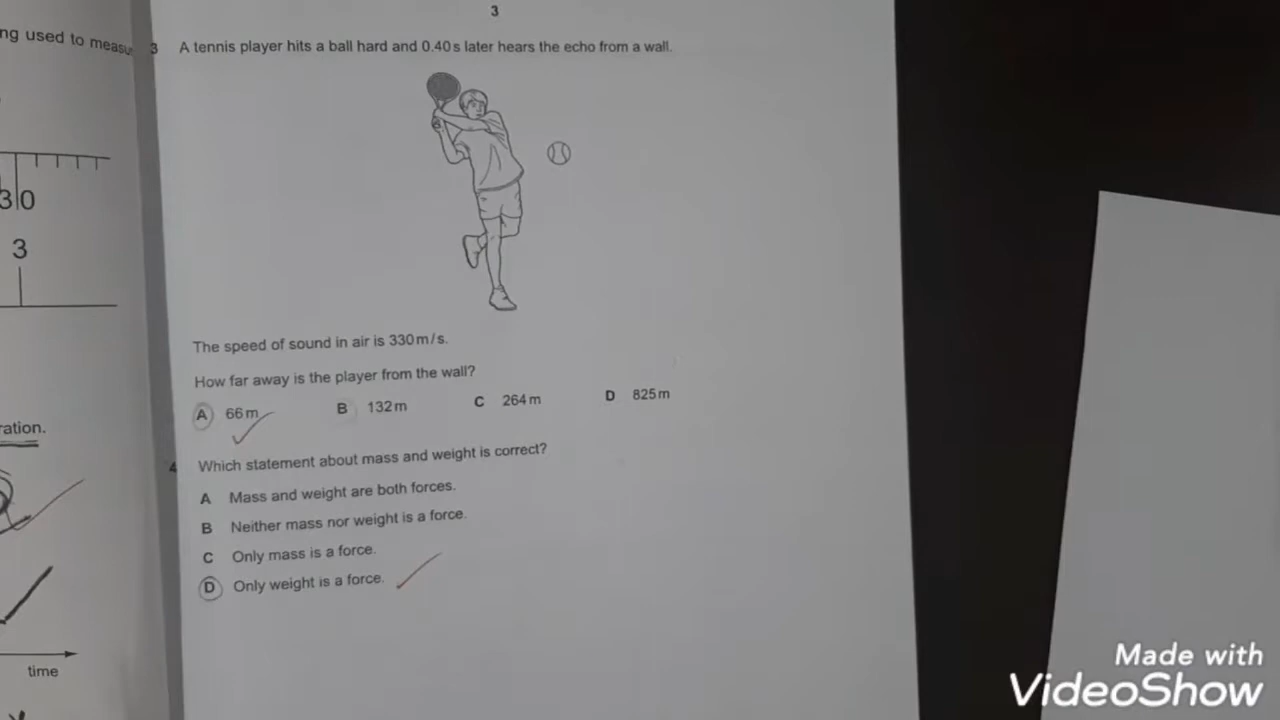 3
ng used to measu
3 A tennis player hits a ball hard and 0.40 s later hears the echo from a wall.
30
3
The speed of sound in air is 330 m/s.
How far away is the player from the wall?
A 66 m B 132 m C 264 m D 825 m
ation.
4 Which statement about mass and weight is correct?
A Mass and weight are both forces.
B Neither mass nor weight is a force.
C Only mass is a force.
D Only weight is a force.
time
Made with
VideoShow